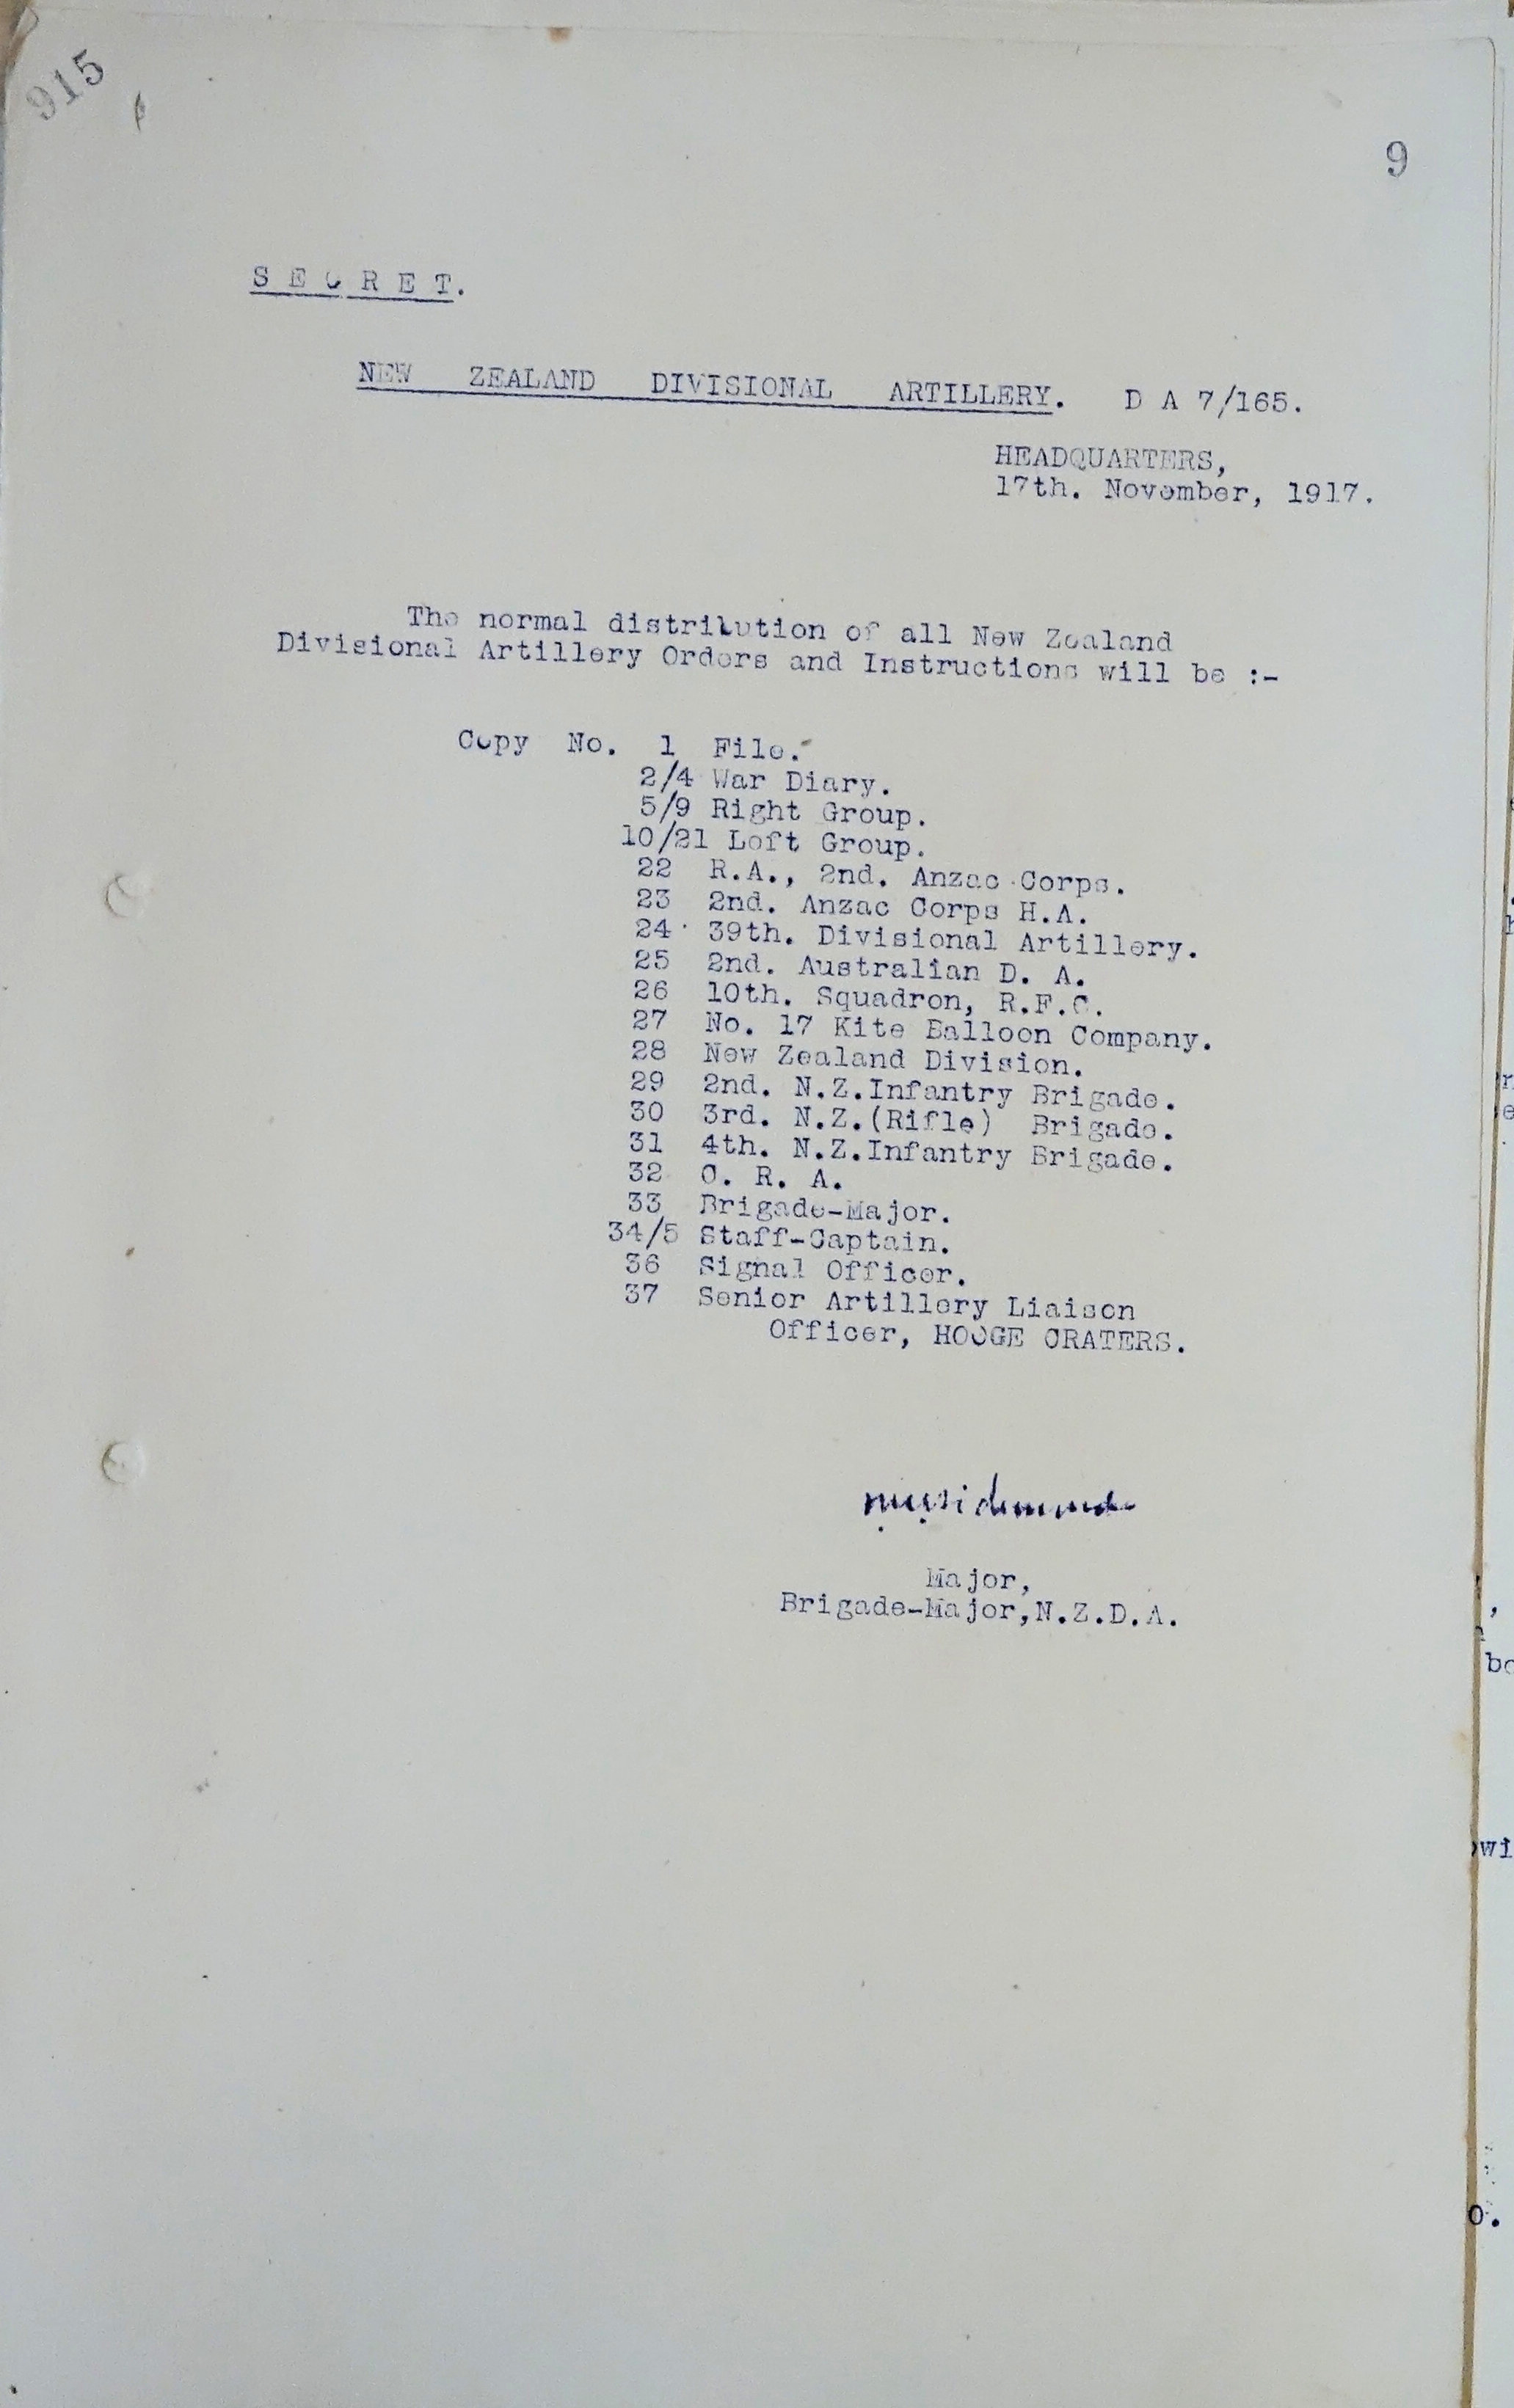 915
9
S E C R E T.
NEW ZEALAND DIVISIONAL ARTILLERY. D A 7/165.
HEADQUARTERS,
17th. November, 1917.
The normal distribution of all New Zealand
Divisional Artillery Orders and Instructions will be :-
Copy No. 1 File.
2/4 War Diary.
5/9 Right Group.
10/21 Left Group.
22 R.A., 2nd. Anzac Corps.
23 2nd. Anzac Corps H.A.
24 39th. Divisional Artillery.
25 2nd. Australian D. A.
26 10th. Squadron, R.F.C.
27 No. 17 Kite Balloon Company.
28 New Zealand Division.
29 2nd. N.Z.Infantry Brigade.
30 3rd. N.Z.(Rifle) Brigade.
31 4th. N.Z.Infantry Brigade.
32 C. R. A.
33 Brigade-Major.
34/5 Staff-Captain.
36 Signal Officer.
37 Senior Artillery Liaison
Officer, HOOGE CRATERS.
Major,
Brigade-Major,N.Z.D.A.